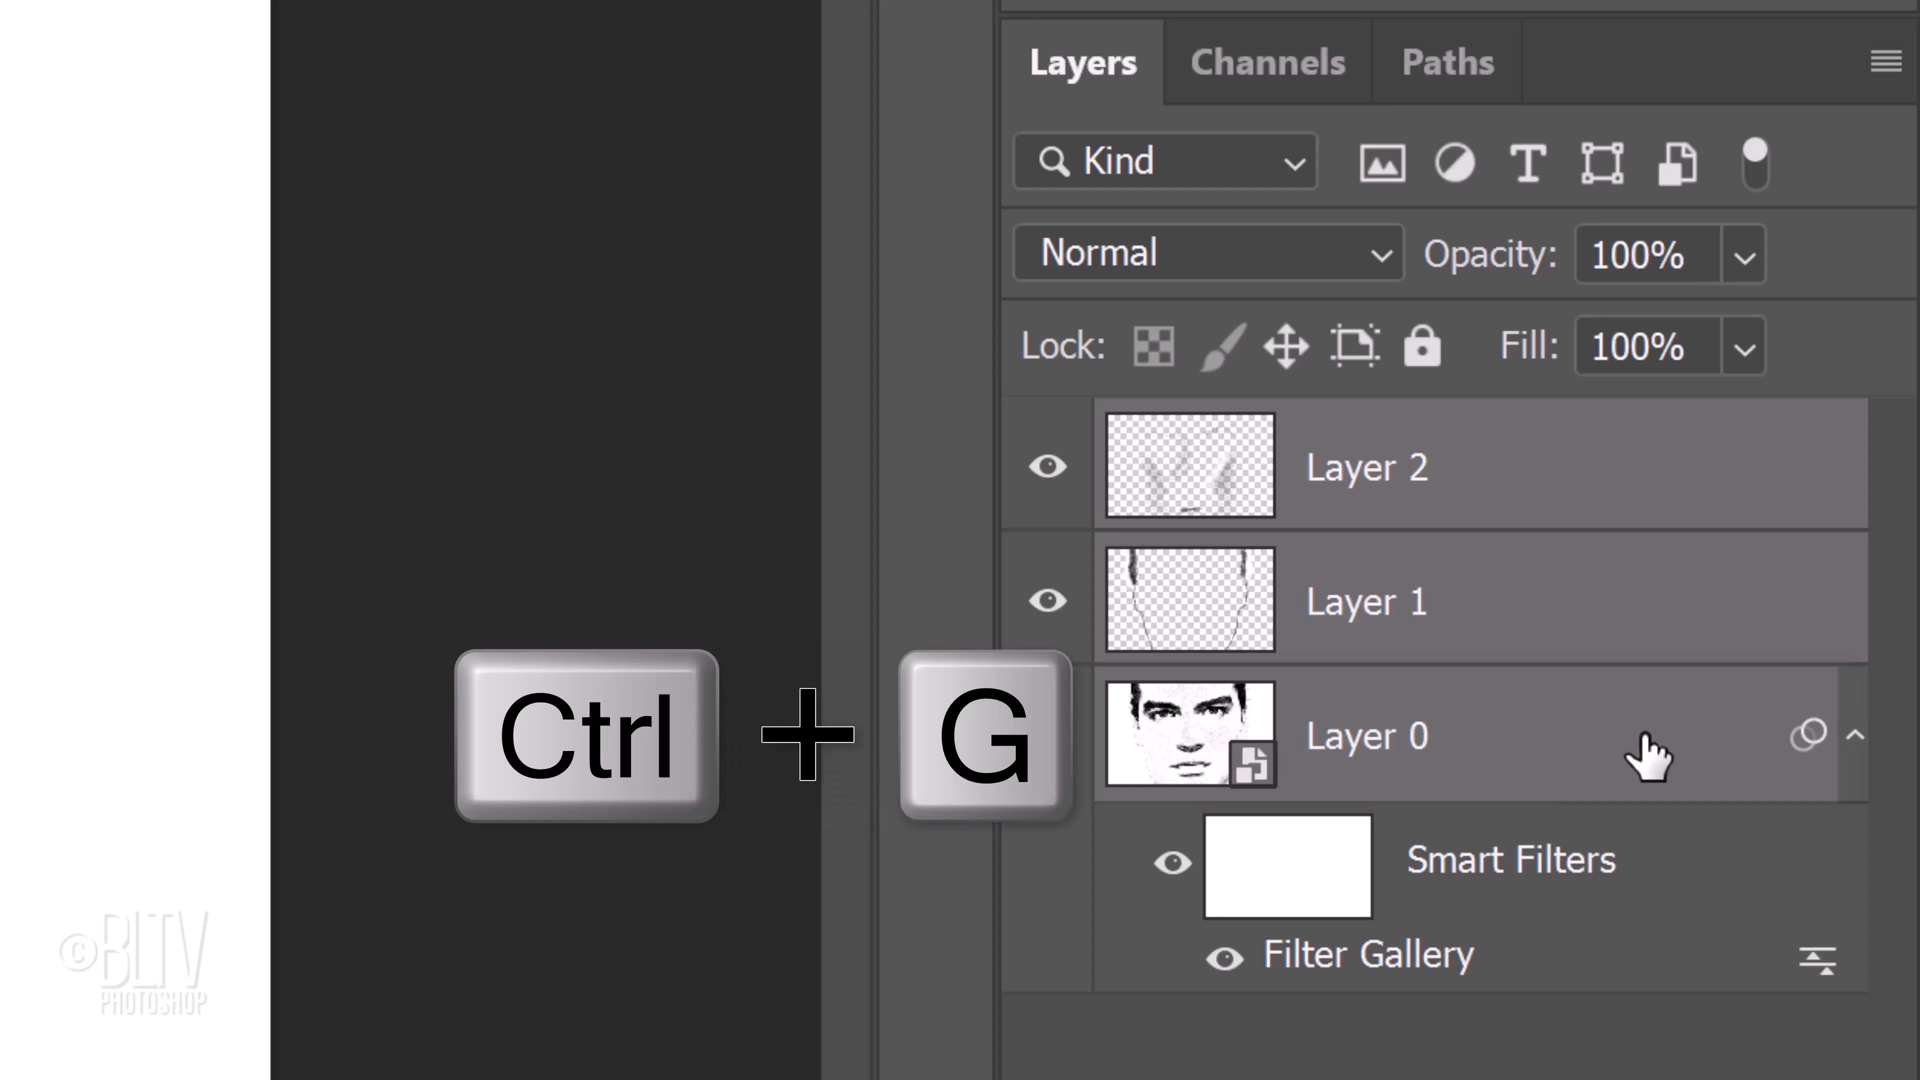 Layers Channels Paths
Kind
Normal Opacity: 100%
Lock: Fill: 100%
Layer 2
Layer 1
Ctrl + G
Layer 0
Smart Filters
Filter Gallery
©BLTV
PHOTOSHOP